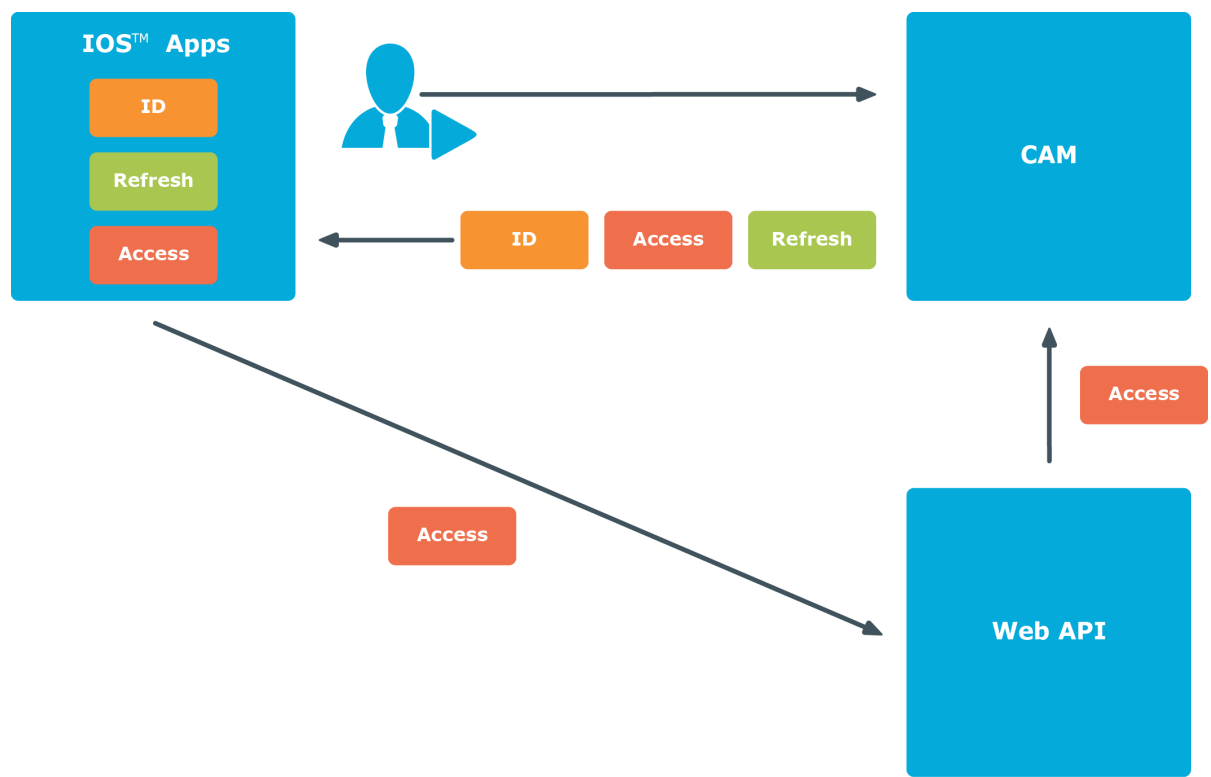 IOS™ Apps
ID
Refresh
Access
CAM
ID
Access
Refresh
Access
Access
Web API